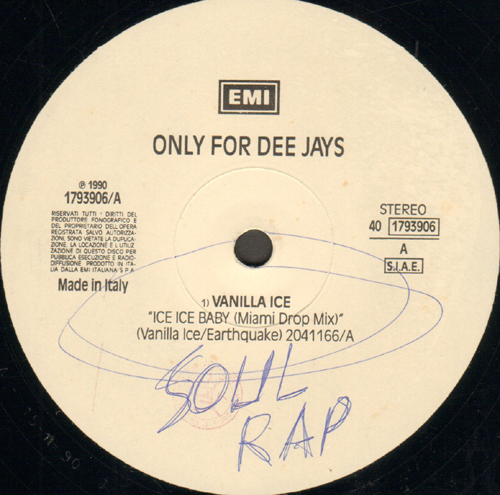 EMI
ONLY FOR DEE JAYS
℗ 1990
1793906/A
RISERVATI TUTTI I DIRITTI DEL
PRODUTTORE FONOGRAFICO E
DEL PROPRIETARIO DELL'OPERA
REGISTRATA SALVO AUTORIZZA-
ZIONI, SONO VIETATE LA DUPLICA-
ZIONE, LA LOCAZIONE E L'UTILIZ-
ZAZIONE DI QUESTO DISCO PER
PUBBLICA ESECUZIONE E RADIO-
DIFFUSIONE PRODOTTO IN ITA-
LIA DALLA EMI ITALIANA S.P.A.
Made in Italy
STEREO
40 1793906
A
S.I.A.E.
1) VANILLA ICE
"ICE ICE BABY (Miami Drop Mix)"
(Vanilla Ice/Earthquake) 2041166/A
SOUL
RAP